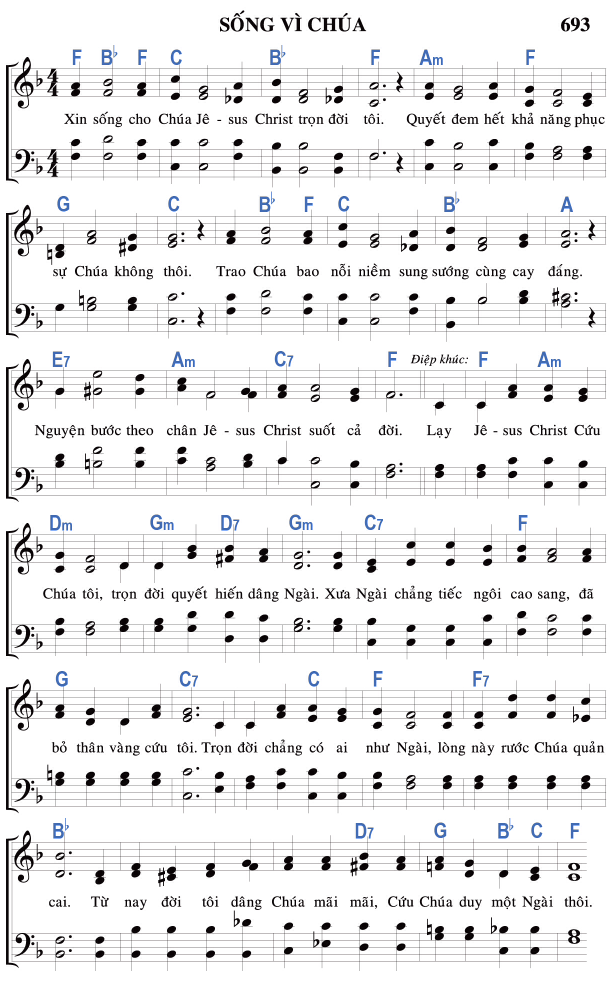 SỐNG VÌ CHÚA 693
F B♭ F C B♭ F Am F
Xin sống cho Chúa Jê - sus Christ trọn đời tôi. Quyết đem hết khả năng phục
G C B♭ F C B♭ A
sự Chúa không thôi. Trao Chúa bao nỗi niềm sung sướng cùng cay đắng.
E7 Am C7 F Điệp khúc: F Am
Nguyện bước theo chân Jê - sus Christ suốt cả đời. Lạy Jê - sus Christ Cứu
Dm Gm D7 Gm C7 F
Chúa tôi, trọn đời quyết hiến dâng Ngài. Xưa Ngài chẳng tiếc ngôi cao sang, đã
G C7 C F F7
bỏ thân vàng cứu tôi. Trọn đời chẳng có ai như Ngài, lòng này rước Chúa quản
B♭ D7 G B♭ C F
cai. Từ nay đời tôi dâng Chúa mãi mãi, Cứu Chúa duy một Ngài thôi.